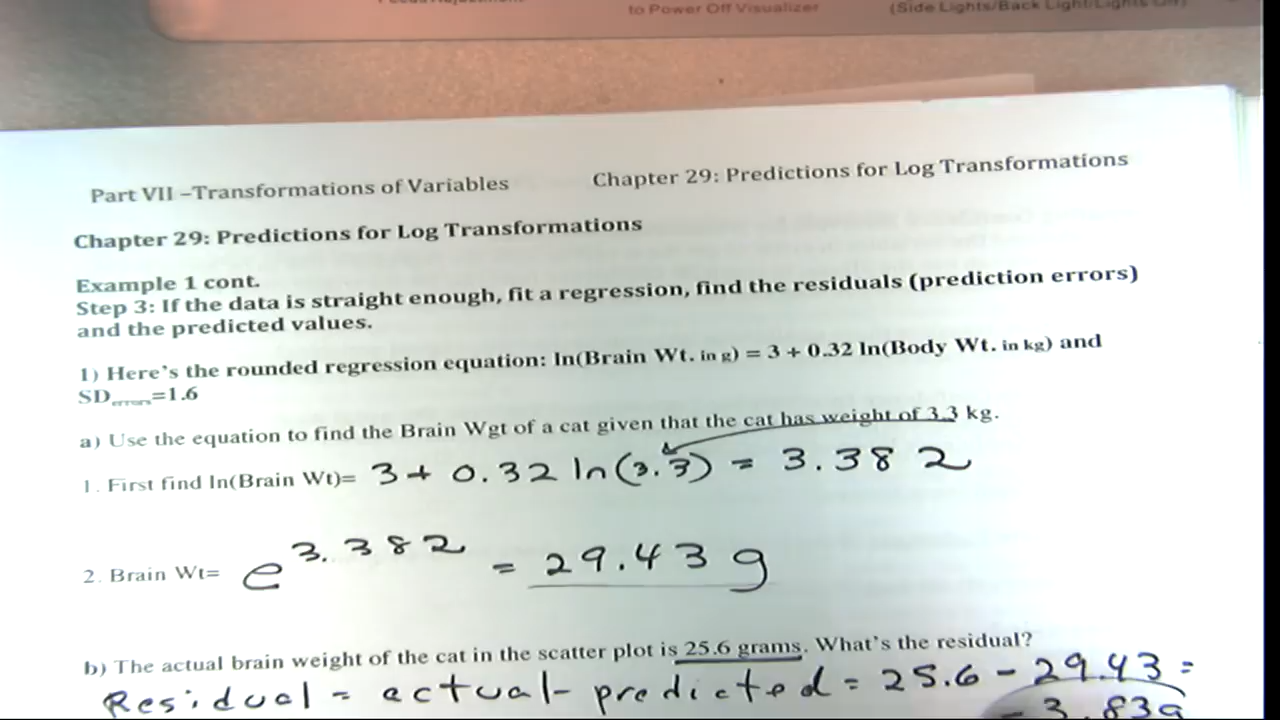 to Power Off Visualizer
(Side Lights/Back Light/Lights Off)
Part VII –Transformations of Variables Chapter 29: Predictions for Log Transformations
Chapter 29: Predictions for Log Transformations
Example 1 cont.
Step 3: If the data is straight enough, fit a regression, find the residuals (prediction errors)
and the predicted values.
1) Here's the rounded regression equation: ln(Brain Wt. in g) = 3 + 0.32 ln(Body Wt. in kg) and
SDerrors=1.6
a) Use the equation to find the Brain Wgt of a cat given that the cat has weight of 3.3 kg.
1. First find ln(Brain Wt)= 3 + 0.32 ln(3.3) = 3.382
2. Brain Wt= e^3.382 = 29.43 g
b) The actual brain weight of the cat in the scatter plot is 25.6 grams. What's the residual?
Residual = actual - predicted = 25.6 - 29.43 =
- 3.83g